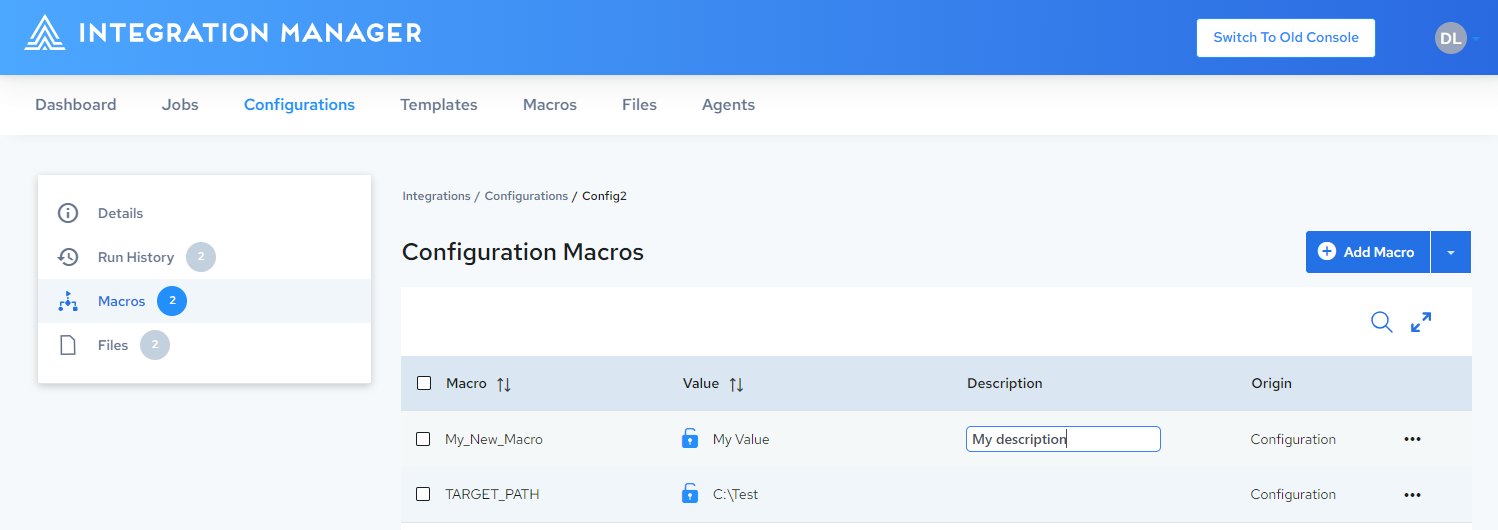 INTEGRATION MANAGER
Switch To Old Console
DL
Dashboard Jobs Configurations Templates Macros Files Agents
Details
Run History 2
Macros 2
Files 2
Integrations / Configurations / Config2
Configuration Macros
Add Macro
Macro Value Description Origin
My_New_Macro My Value My description Configuration
TARGET_PATH C:\Test Configuration